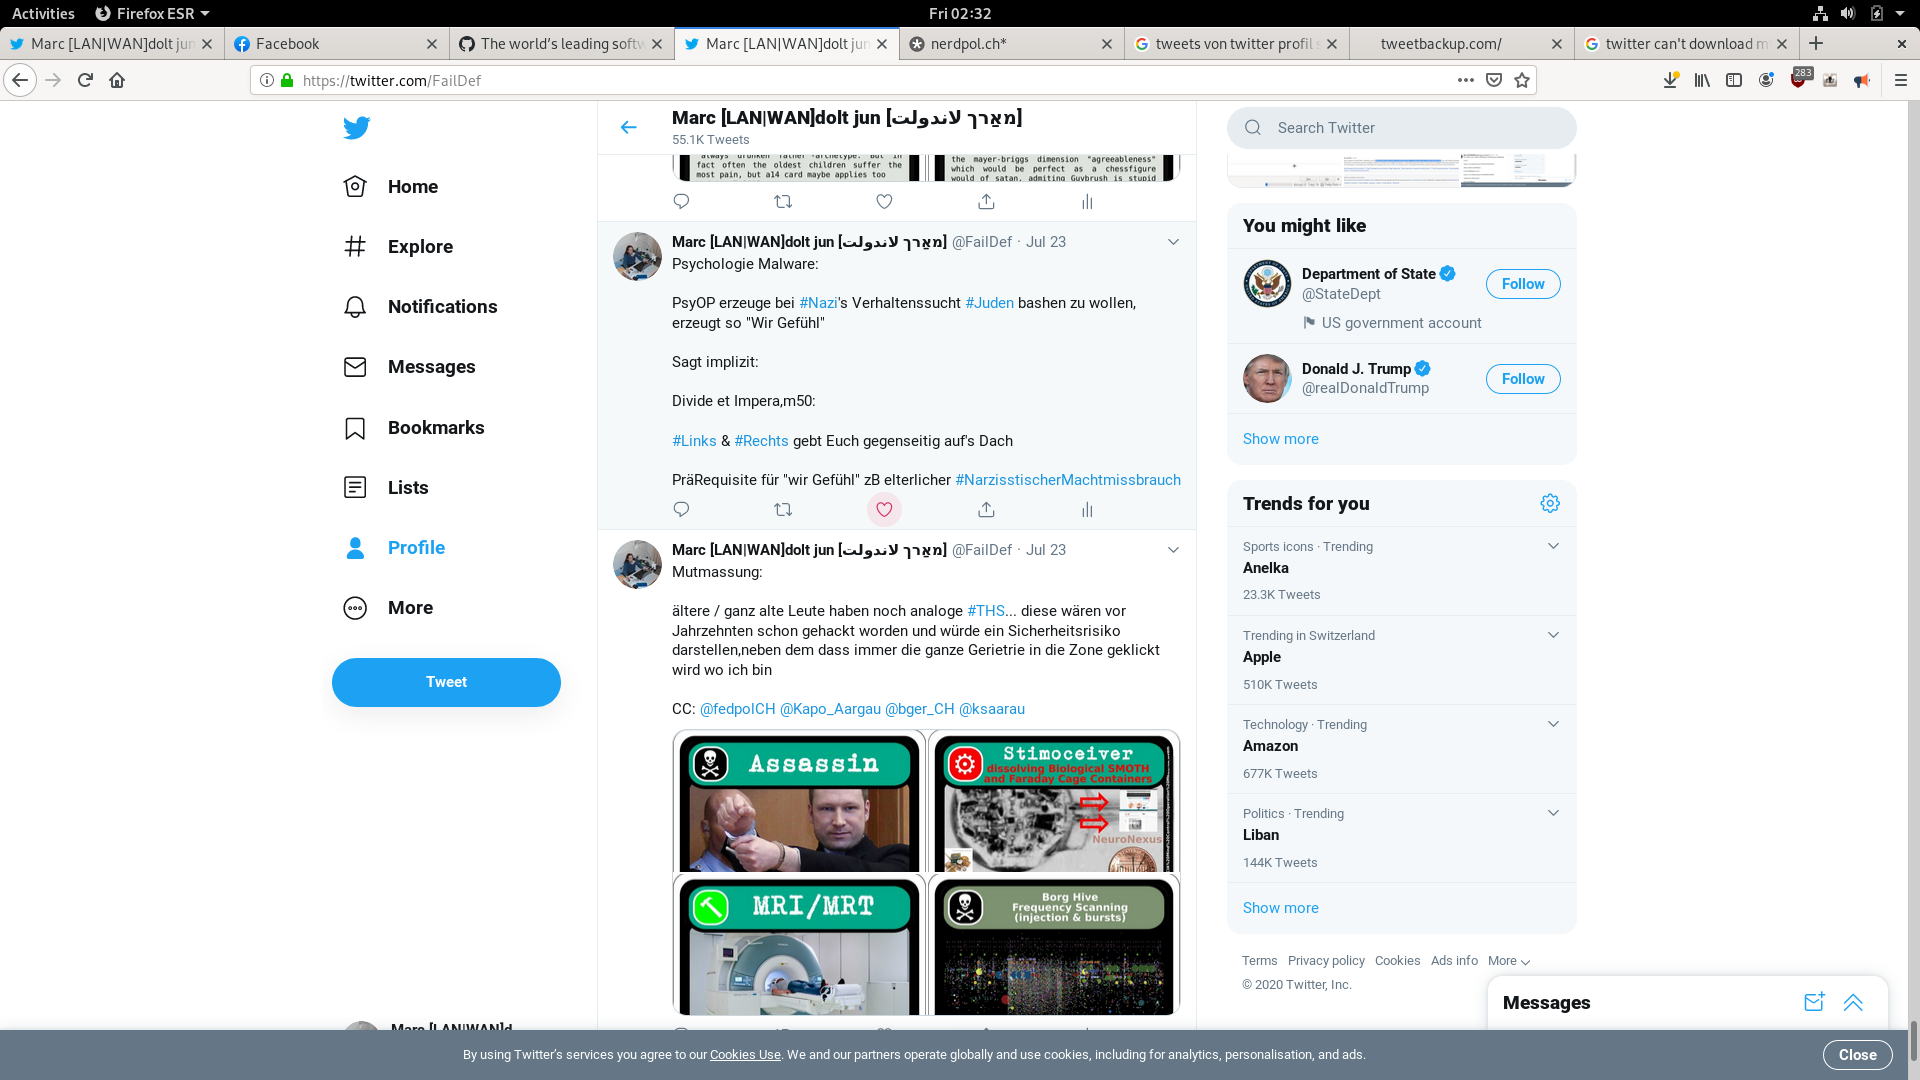 Activities
Firefox ESR
Fri 02:32
Marc [LAN|WAN]dolt jun
Facebook
The world's leading softw
Marc [LAN|WAN]dolt jun
nerdpol.ch*
tweets von twitter profil s
tweetbackup.com/
twitter can't download m
https://twitter.com/FailDef
283
Marc [LAN|WAN]dolt jun [מאַרך לאנדולת]
55.1K Tweets
Search Twitter
Home
Explore
Notifications
Messages
Bookmarks
Lists
Profile
More
Tweet
always drunken father -archetype. But in
fact often the oldest children suffer the
most pain, but a14 card maybe applies too
the mayer-briggs dimension "agreeableness"
which would be perfect as a chessfigure
would of satan, admiting Guybrush is stupid
Marc [LAN|WAN]dolt jun [מאַרך לאנדולת] @FailDef · Jul 23
Psychologie Malware:
PsyOP erzeuge bei #Nazi's Verhaltenssucht #Juden bashen zu wollen,
erzeugt so "Wir Gefühl"
Sagt implizit:
Divide et Impera,m50:
#Links & #Rechts gebt Euch gegenseitig auf's Dach
PräRequisite für "wir Gefühl" zB elterlicher #NarzisstischerMachtmissbrauch
Marc [LAN|WAN]dolt jun [מאַרך לאנדולת] @FailDef · Jul 23
Mutmassung:
ältere / ganz alte Leute haben noch analoge #THS... diese wären vor
Jahrzehnten schon gehackt worden und würde ein Sicherheitsrisiko
darstellen,neben dem dass immer die ganze Gerietrie in die Zone geklickt
wird wo ich bin
CC: @fedpolCH @Kapo_Aargau @bger_CH @ksaarau
Assassin
Stimoceiver
dissolving Biological SMOTH
and Faraday Cage Containers
NeuroNexus
MRI/MRT
Borg Hive
Frequency Scanning
(injection & bursts)
You might like
Department of State
@StateDept
US government account
Follow
Donald J. Trump
@realDonaldTrump
Follow
Show more
Trends for you
Sports icons · Trending
Anelka
23.3K Tweets
Trending in Switzerland
Apple
510K Tweets
Technology · Trending
Amazon
677K Tweets
Politics · Trending
Liban
144K Tweets
Show more
Terms Privacy policy Cookies Ads info More
© 2020 Twitter, Inc.
Messages
Marc [LAN|WAN]d
By using Twitter's services you agree to our Cookies Use. We and our partners operate globally and use cookies, including for analytics, personalisation, and ads.
Close